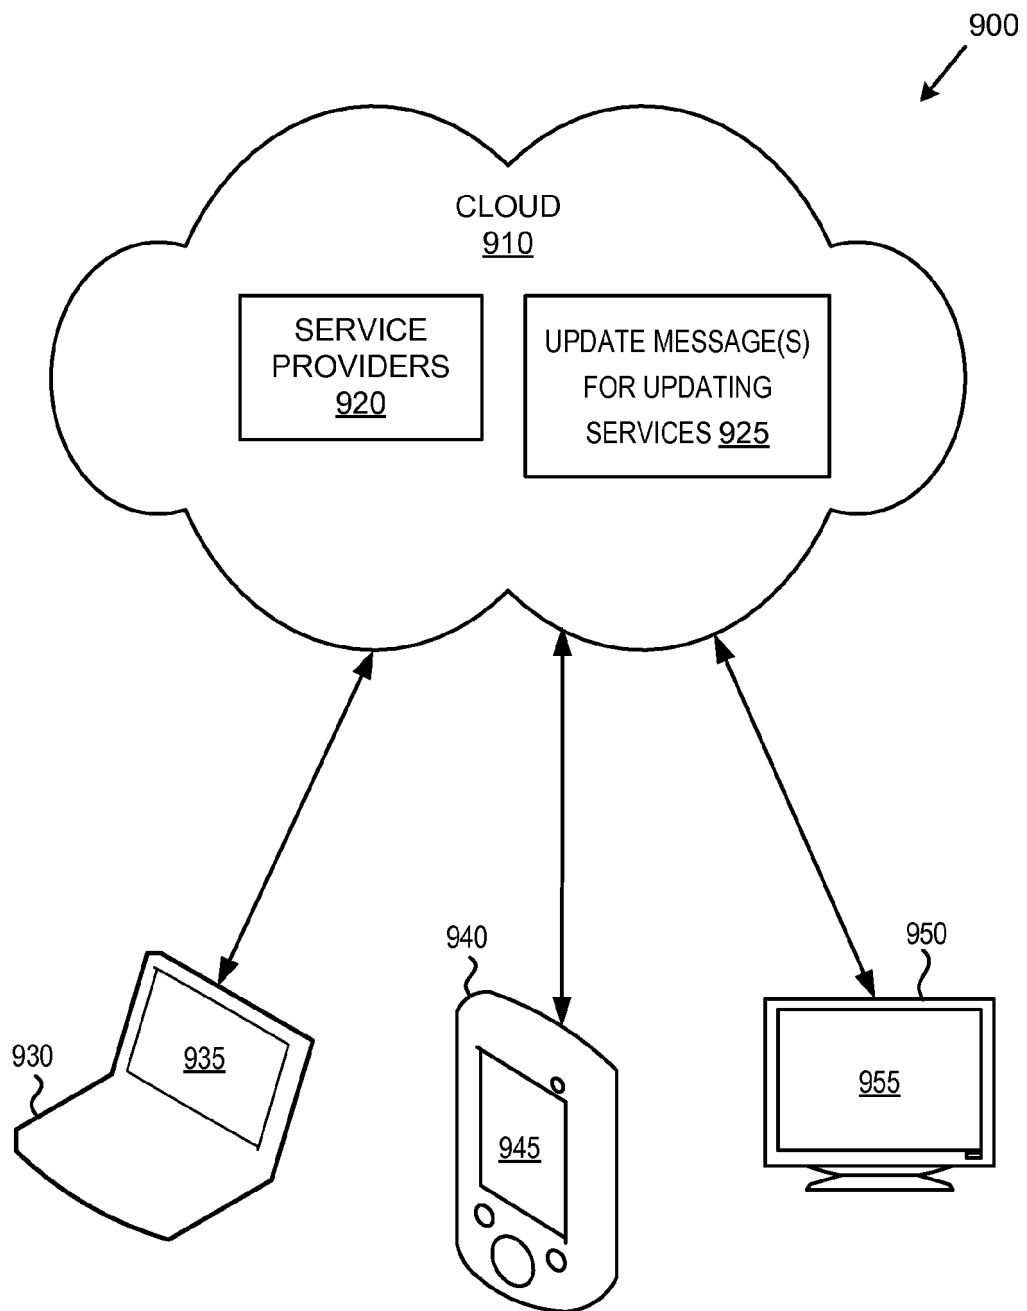 900
CLOUD
910
SERVICE
PROVIDERS
920
UPDATE MESSAGE(S)
FOR UPDATING
SERVICES 925
930
935
940
945
950
955